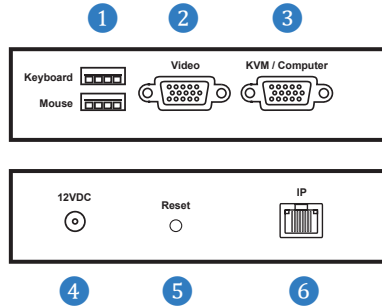 1 2 3
Video KVM / Computer
Keyboard
Mouse
12VDC Reset IP
4 5 6